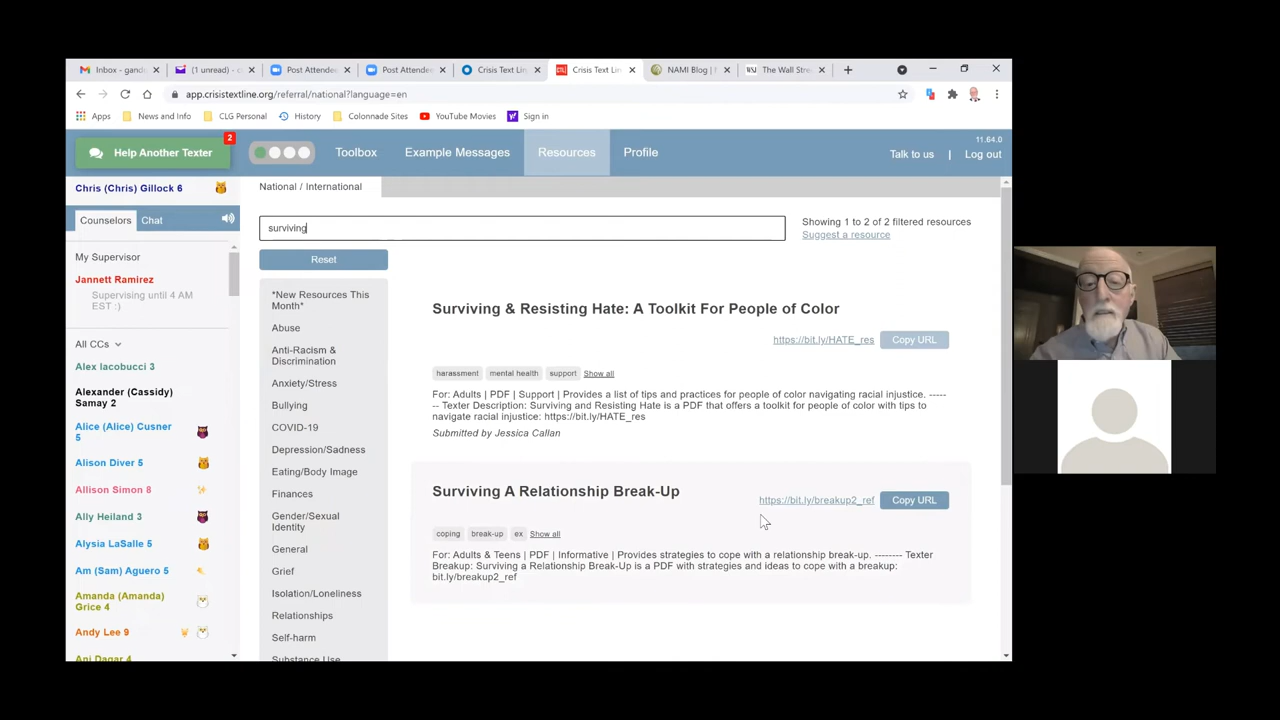 Inbox - gand
(1 unread) - c
Post Attendee
Post Attendee
Crisis Text Lin
Crisis Text Lin
NAMI Blog |
The Wall Stre
app.crisistextline.org/referral/national?language=en
Apps
News and Info
CLG Personal
History
Colonnade Sites
YouTube Movies
Sign in
11.64.0
Help Another Texter
2
Toolbox
Example Messages
Resources
Profile
Talk to us | Log out
Chris (Chris) Gillock 6
Counselors
Chat
My Supervisor
Jannett Ramirez
Supervising until 4 AM
EST :)
All CCs
Alex Iacobucci 3
Alexander (Cassidy)
Samay 2
Alice (Alice) Cusner
5
Alison Diver 5
Allison Simon 8
Ally Heiland 3
Alysia LaSalle 5
Am (Sam) Aguero 5
Amanda (Amanda)
Grice 4
Andy Lee 9
Ani Dagar 4
National / International
surviving
Showing 1 to 2 of 2 filtered resources
Suggest a resource
Reset
*New Resources This
Month*
Abuse
Anti-Racism &
Discrimination
Anxiety/Stress
Bullying
COVID-19
Depression/Sadness
Eating/Body Image
Finances
Gender/Sexual
Identity
General
Grief
Isolation/Loneliness
Relationships
Self-harm
Substance Use
Surviving & Resisting Hate: A Toolkit For People of Color
https://bit.ly/HATE_res
Copy URL
harassment
mental health
support
Show all
For: Adults | PDF | Support | Provides a list of tips and practices for people of color navigating racial injustice. -----
-- Texter Description: Surviving and Resisting Hate is a PDF that offers a toolkit for people of color with tips to
navigate racial injustice: https://bit.ly/HATE_res
Submitted by Jessica Callan
Surviving A Relationship Break-Up
https://bit.ly/breakup2_ref
Copy URL
coping
break-up
ex
Show all
For: Adults & Teens | PDF | Informative | Provides strategies to cope with a relationship break-up. -------- Texter
Breakup: Surviving a Relationship Break-Up is a PDF with strategies and ideas to cope with a breakup:
bit.ly/breakup2_ref